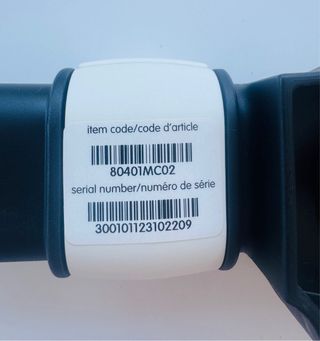 item code/code d'article
80401MC02
serial number/numéro de série
300101123102209